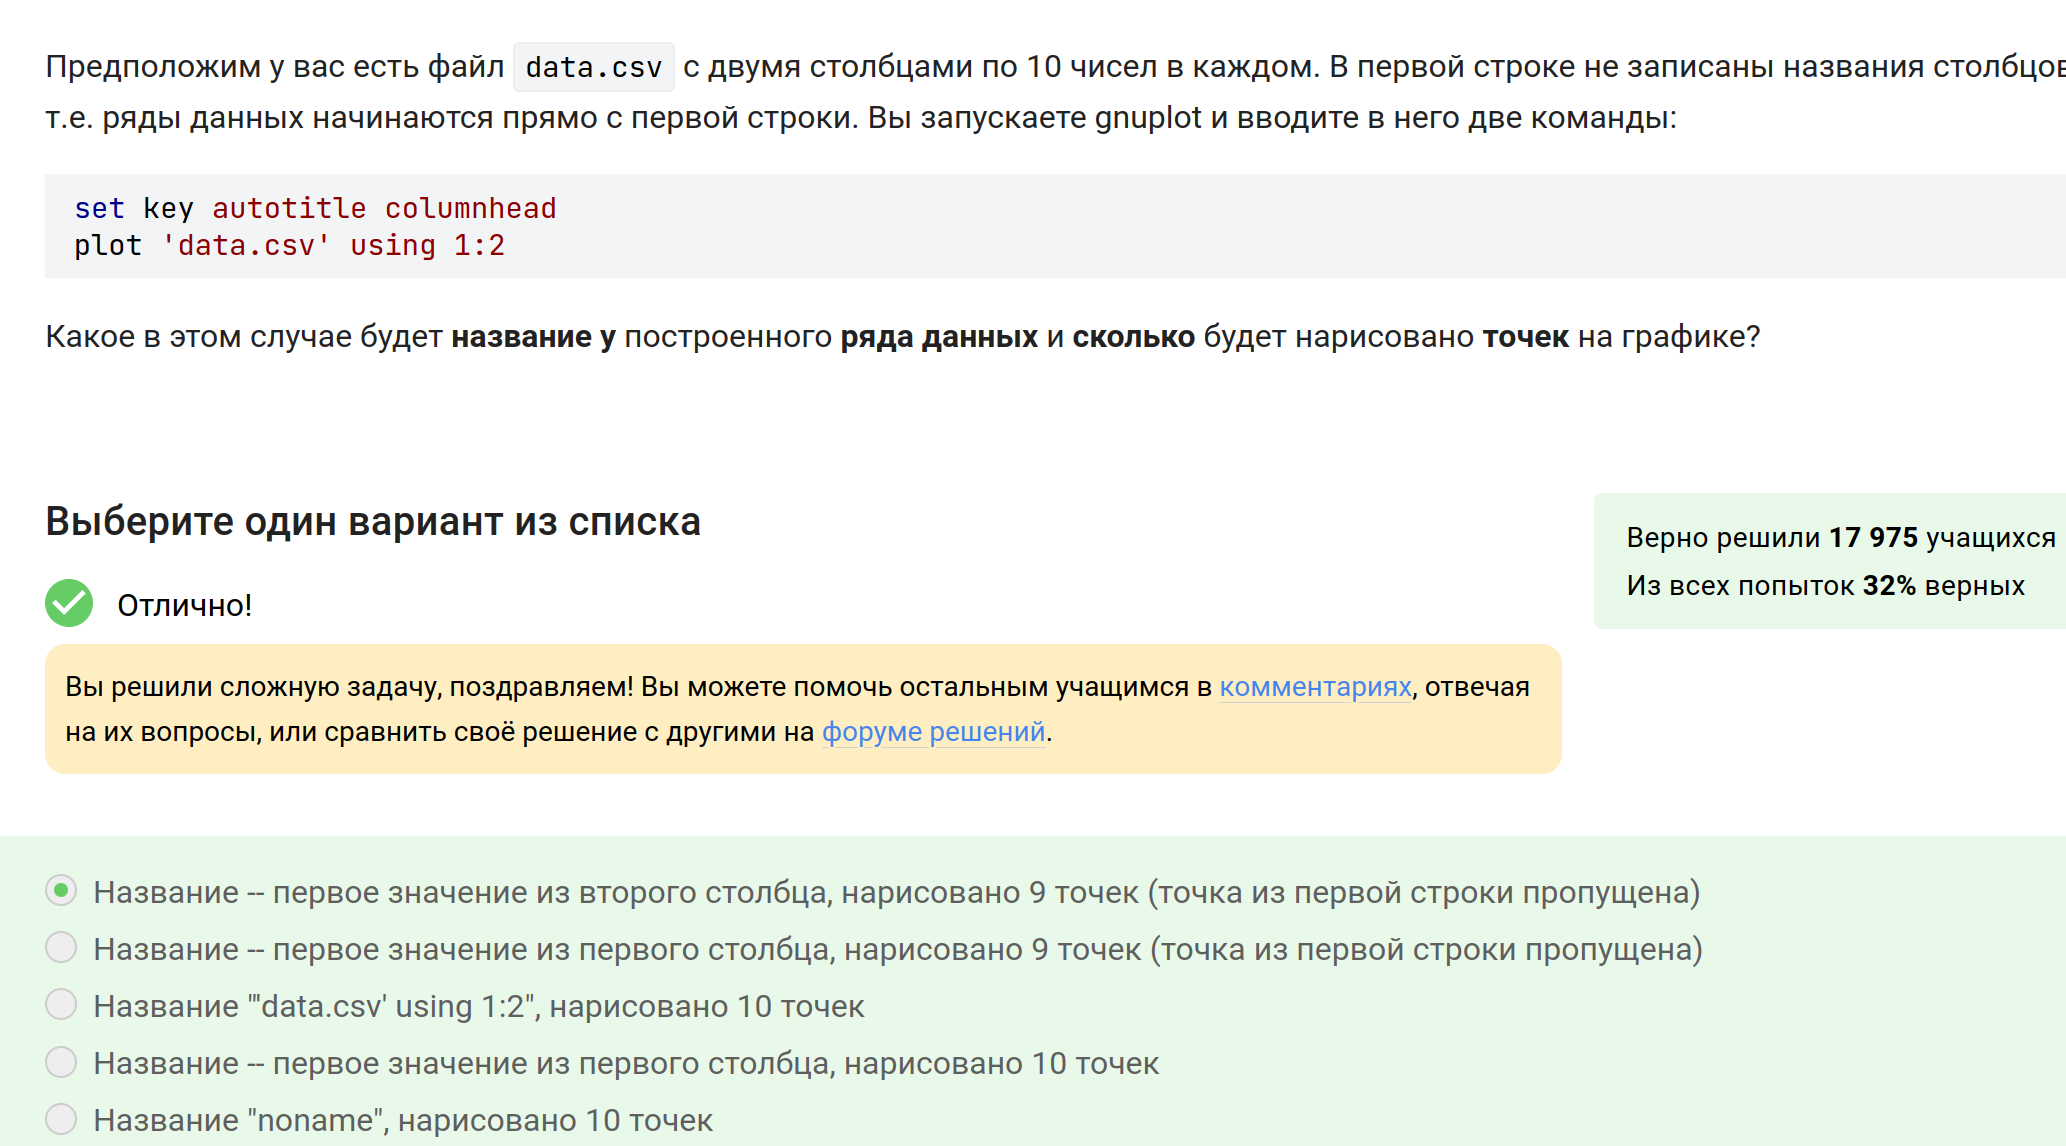 Предположим у вас есть файл data.csv с двумя столбцами по 10 чисел в каждом. В первой строке не записаны названия столбцов
т.е. ряды данных начинаются прямо с первой строки. Вы запускаете gnuplot и вводите в него две команды:
set key autotitle columnhead
plot 'data.csv' using 1:2
Какое в этом случае будет название у построенного ряда данных и сколько будет нарисовано точек на графике?
Выберите один вариант из списка
Верно решили 17 975 учащихся
Из всех попыток 32% верных
Отлично!
Вы решили сложную задачу, поздравляем! Вы можете помочь остальным учащимся в комментариях, отвечая
на их вопросы, или сравнить своё решение с другими на форуме решений.
Название -- первое значение из второго столбца, нарисовано 9 точек (точка из первой строки пропущена)
Название -- первое значение из первого столбца, нарисовано 9 точек (точка из первой строки пропущена)
Название "'data.csv' using 1:2", нарисовано 10 точек
Название -- первое значение из первого столбца, нарисовано 10 точек
Название "noname", нарисовано 10 точек